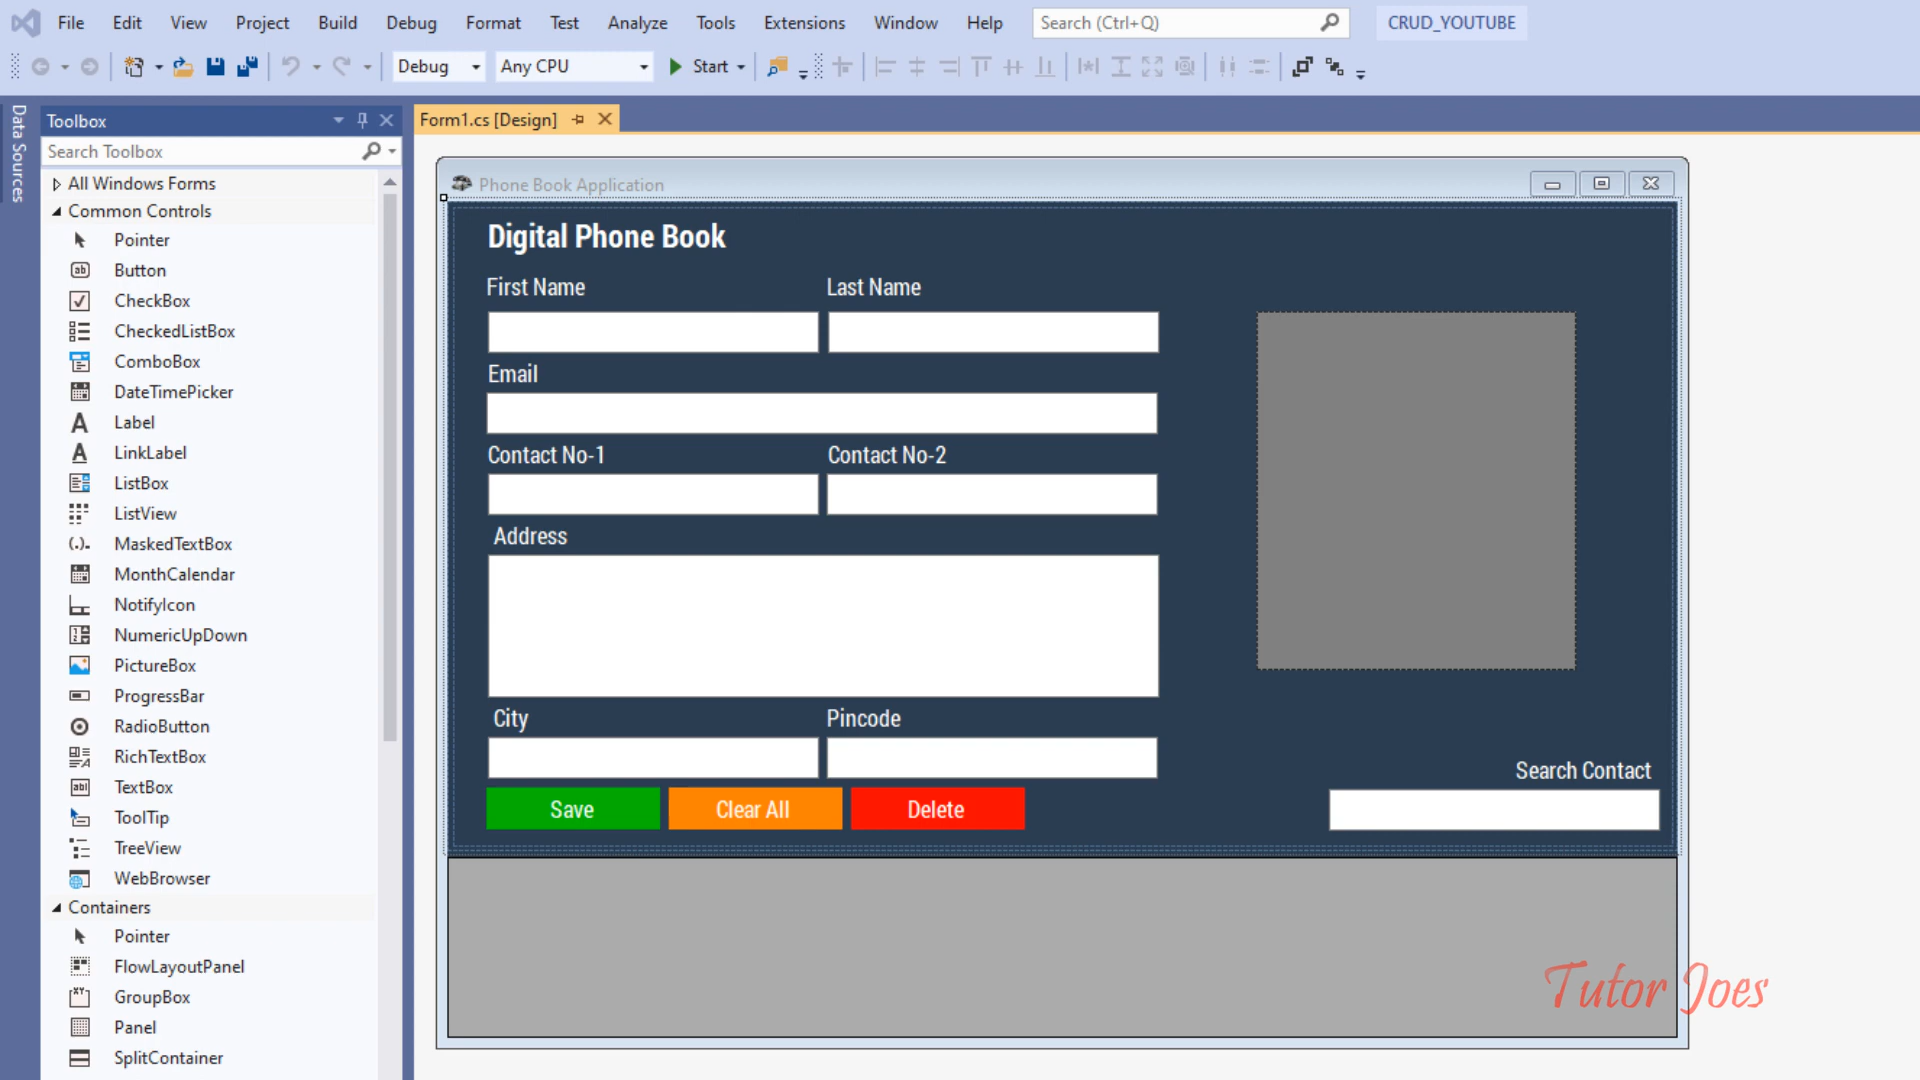 File Edit View Project Build Debug Format Test Analyze Tools Extensions Window Help Search (Ctrl+Q) CRUD_YOUTUBE
Debug Any CPU Start
Data Sources
Toolbox
Search Toolbox
All Windows Forms
Common Controls
Pointer
Button
CheckBox
CheckedListBox
ComboBox
DateTimePicker
Label
LinkLabel
ListBox
ListView
MaskedTextBox
MonthCalendar
NotifyIcon
NumericUpDown
PictureBox
ProgressBar
RadioButton
RichTextBox
TextBox
ToolTip
TreeView
WebBrowser
Containers
Pointer
FlowLayoutPanel
GroupBox
Panel
SplitContainer
Form1.cs [Design]
Phone Book Application
Digital Phone Book
First Name Last Name
Email
Contact No-1 Contact No-2
Address
City Pincode
Search Contact
Save Clear All Delete
Tutor Joes